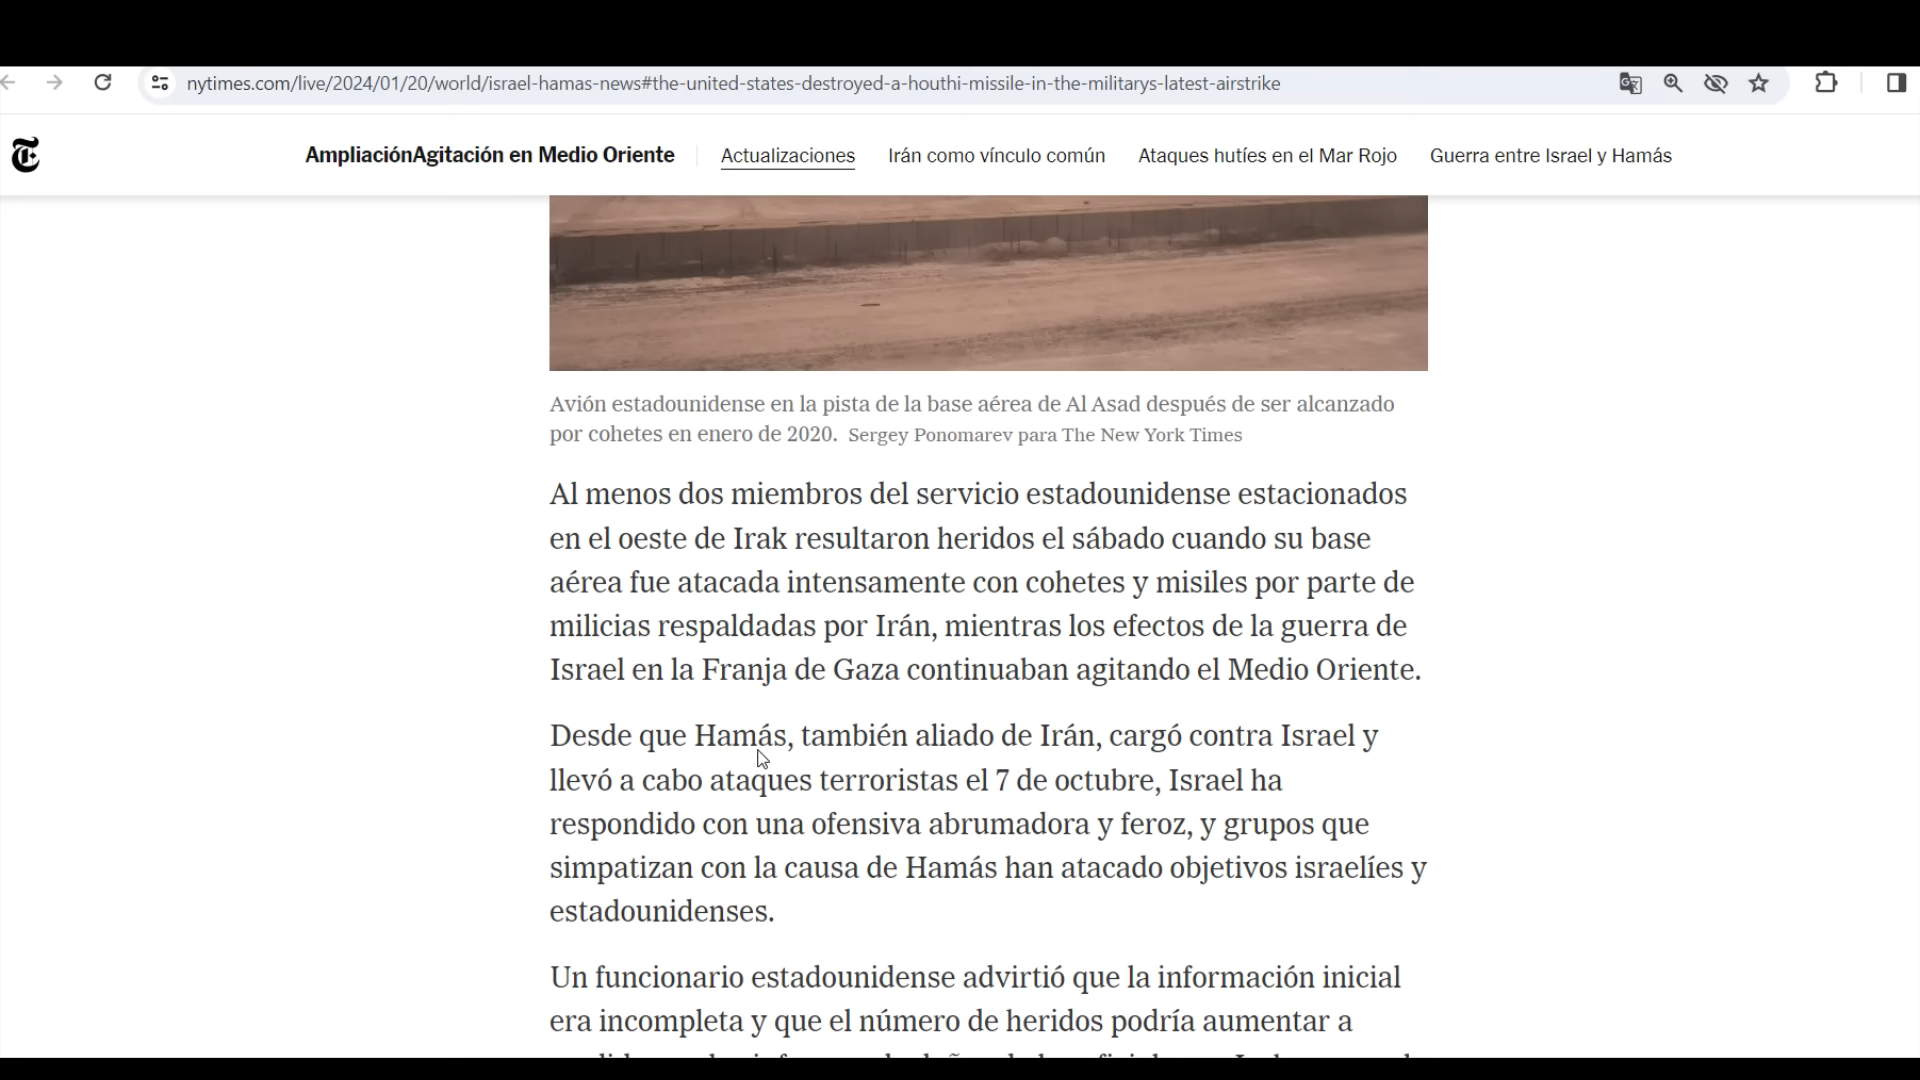 nytimes.com/live/2024/01/20/world/israel-hamas-news#the-united-states-destroyed-a-houthi-missile-in-the-militarys-latest-airstrike
AmpliaciónAgitación en Medio Oriente Actualizaciones Irán como vínculo común Ataques hutíes en el Mar Rojo Guerra entre Israel y Hamás
Avión estadounidense en la pista de la base aérea de Al Asad después de ser alcanzado
por cohetes en enero de 2020. Sergey Ponomarev para The New York Times
Al menos dos miembros del servicio estadounidense estacionados
en el oeste de Irak resultaron heridos el sábado cuando su base
aérea fue atacada intensamente con cohetes y misiles por parte de
milicias respaldadas por Irán, mientras los efectos de la guerra de
Israel en la Franja de Gaza continuaban agitando el Medio Oriente.
Desde que Hamás, también aliado de Irán, cargó contra Israel y
llevó a cabo ataques terroristas el 7 de octubre, Israel ha
respondido con una ofensiva abrumadora y feroz, y grupos que
simpatizan con la causa de Hamás han atacado objetivos israelíes y
estadounidenses.
Un funcionario estadounidense advirtió que la información inicial
era incompleta y que el número de heridos podría aumentar a